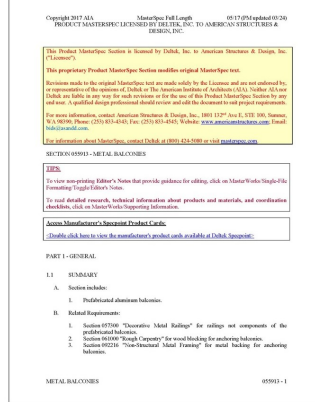 Copyright 2017 AIA MasterSpec Full Length 05/17 (PM updated 03/24)
PRODUCT MASTERSPEC LICENSED BY DELTEK, INC. TO AMERICAN STRUCTURES &
DESIGN, INC.
This Product MasterSpec Section is licensed by Deltek, Inc. to American Structures & Design, Inc.
("Licensee").
This proprietary Product MasterSpec Section modifies original MasterSpec text.
Revisions made to the original MasterSpec text are made solely by the Licensee and are not endorsed by,
or representative of the opinions of, Deltek or The American Institute of Architects (AIA). Neither AIA nor
Deltek are liable in any way for such revisions or for the use of this Product MasterSpec Section by any
end user. A qualified design professional should review and edit the document to suit project requirements.
For more information, contact American Structures & Design, Inc., 1801 132nd Ave E, STE 100, Sumner,
WA 98390; Phone: (253) 833-4343; Fax: (253) 833-4545; Website: www.americanstructures.com; Email:
bids@asandd.com.
For information about MasterSpec, contact Deltek at (800) 424-5080 or visit masterspec.com.
SECTION 055913 - METAL BALCONIES
TIPS:
To view non-printing Editor's Notes that provide guidance for editing, click on MasterWorks/Single-File
Formatting/Toggle/Editor's Notes.
To read detailed research, technical information about products and materials, and coordination
checklists, click on MasterWorks/Supporting Information.
Access Manufacturer's Specpoint Product Cards:
<Double click here to view the manufacturer's product cards available at Deltek Specpoint>
PART 1 - GENERAL
1.1 SUMMARY
A. Section includes:
1. Prefabricated aluminum balconies.
B. Related Requirements:
1. Section 057300 "Decorative Metal Railings" for railings not components of the
prefabricated balconies.
2. Section 061000 "Rough Carpentry" for wood blocking for anchoring balconies.
3. Section 092216 "Non-Structural Metal Framing" for metal backing for anchoring
balconies.
METAL BALCONIES 055913 - 1